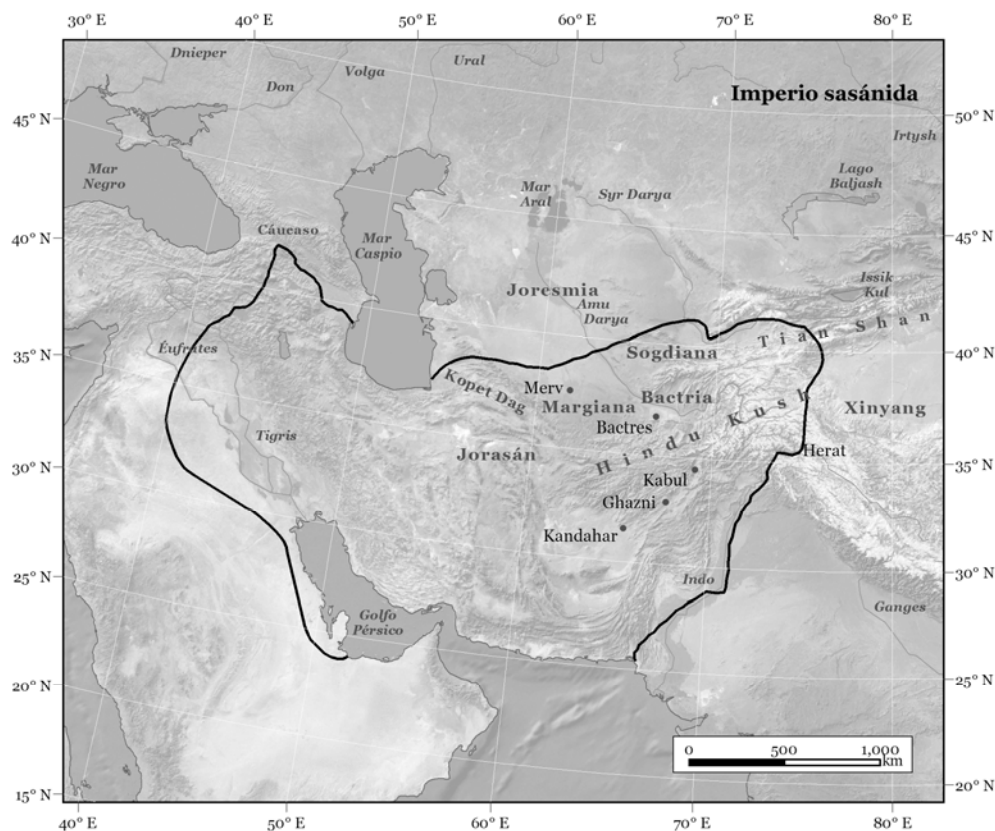 30° E
40° E
50° E
60° E
70° E
80° E
Dnieper
Don
Volga
Ural
Imperio sasánida
45° N
50° N
Irtysh
Mar
Negro
Mar
Aral
Syr Darya
Lago
Baljash
Cáucaso
40° N
45° N
Mar
Caspio
Joresmia
Issik
Kul
Amu
Darya
Tian Shan
35° N
Éufrates
Sogdiana
40° N
Kopet Dag
Merv
Margiana
Bactria
Xinyang
Bactres
Hindu Kush
Tigris
Jorasán
Herat
30° N
35° N
Kabul
Ghazni
Kandahar
25° N
Indo
30° N
Ganges
Golfo
Pérsico
20° N
25° N
0
500
1,000
km
15° N
20° N
40° E
50° E
60° E
70° E
80° E